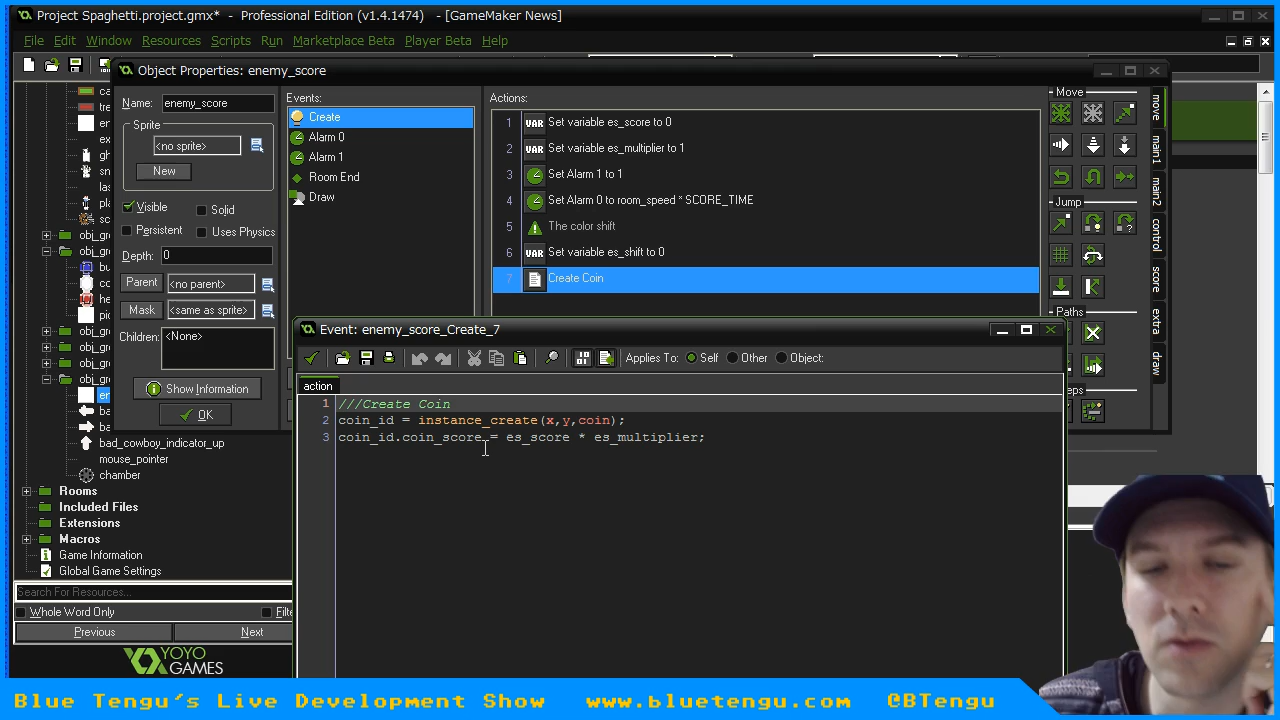 Project Spaghetti.project.gmx* - Professional Edition (v1.4.1474) - [GameMaker News]
File Edit Window Resources Scripts Run Marketplace Beta Player Beta Help
Object Properties: enemy_score
Name: enemy_score
Sprite
<no sprite>
New
Visible
Solid
Persistent
Uses Physics
Depth: 0
Parent <no parent>
Mask <same as sprite>
Children: <None>
Show Information
OK
Events:
Create
Alarm 0
Alarm 1
Room End
Draw
Actions:
1 VAR Set variable es_score to 0
2 VAR Set variable es_multiplier to 1
3 Set Alarm 1 to 1
4 Set Alarm 0 to room_speed * SCORE_TIME
5 The color shift
6 VAR Set variable es_shift to 0
7 Create Coin
Move
Jump
Paths
eps
move
main1
main2
control
score
extra
draw
Event: enemy_score_Create_7
Applies To: Self Other Object:
action
1 ///Create Coin
2 coin_id = instance_create(x,y,coin);
3 coin_id.coin_score = es_score * es_multiplier;
bad_cowboy_indicator_up
mouse_pointer
chamber
Rooms
Included Files
Extensions
Macros
Game Information
Global Game Settings
Search For Resources...
Whole Word Only
Filte
Previous
Next
YOYO
GAMES
Blue Tengu's Live Development Show www.bluetengu.com @BTengu